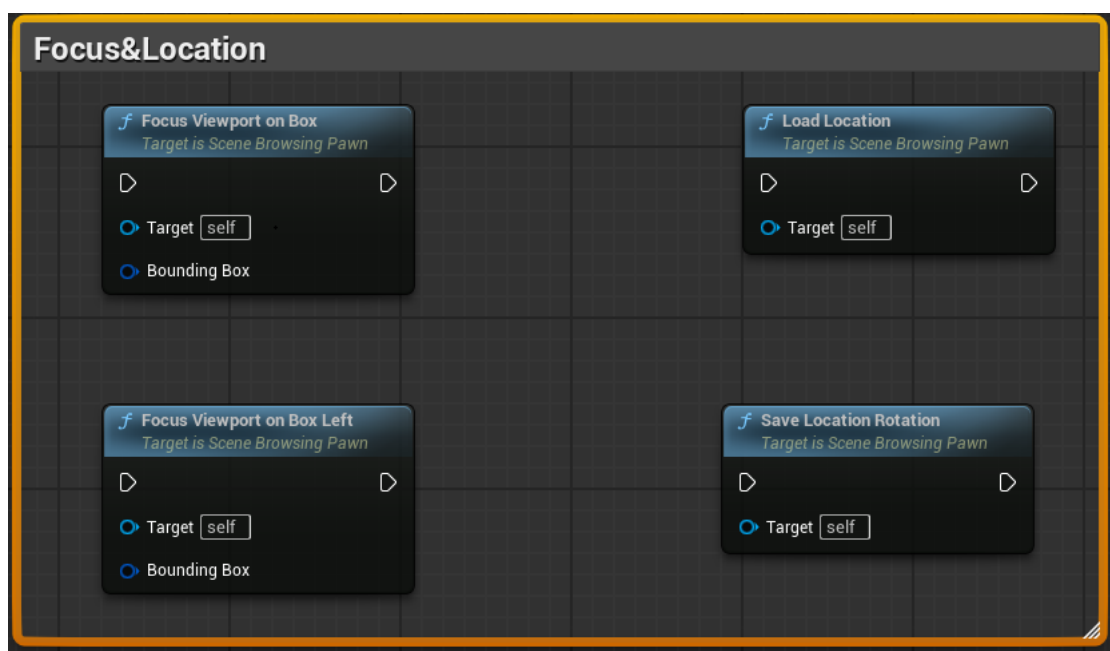 Focus&Location
Focus Viewport on Box
Target is Scene Browsing Pawn
Target self
Bounding Box
Load Location
Target is Scene Browsing Pawn
Target self
Focus Viewport on Box Left
Target is Scene Browsing Pawn
Target self
Bounding Box
Save Location Rotation
Target is Scene Browsing Pawn
Target self